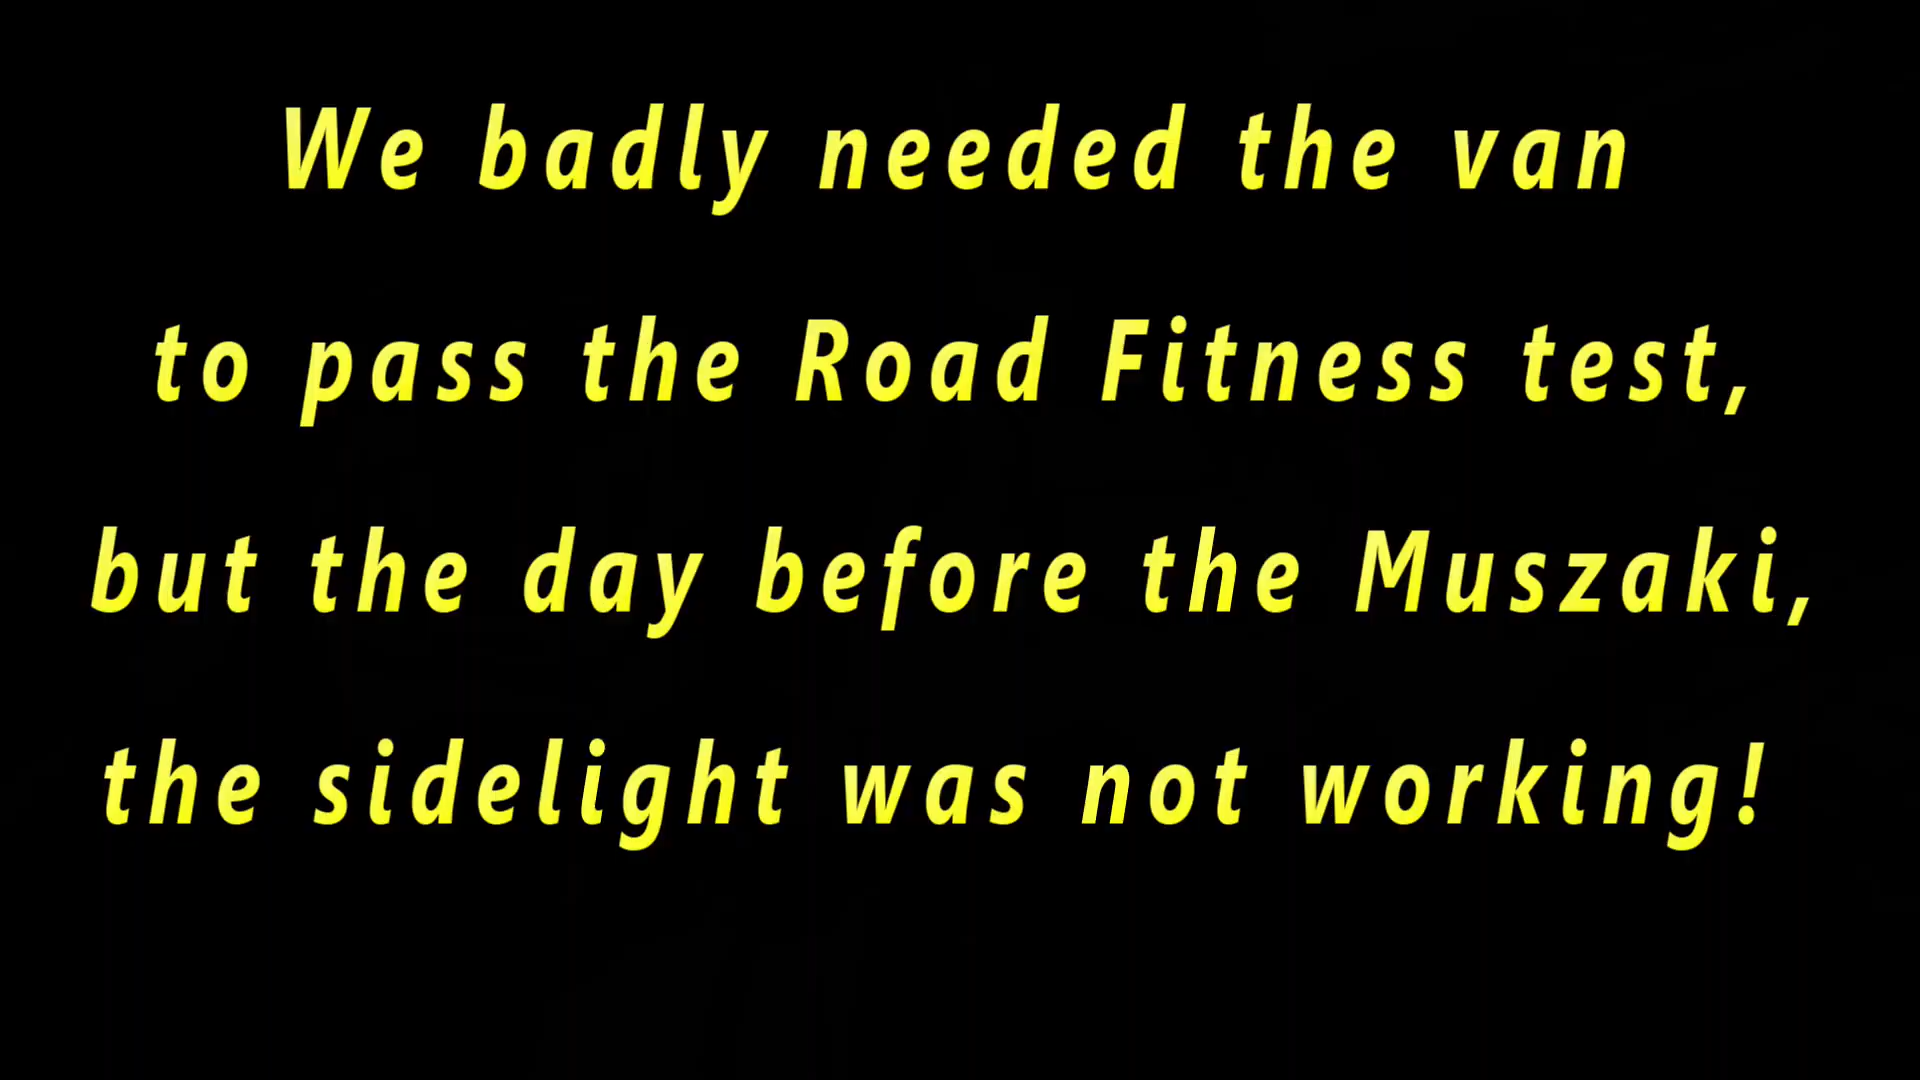 We badly needed the van
to pass the Road Fitness test,
but the day before the Muszaki,
the sidelight was not working!